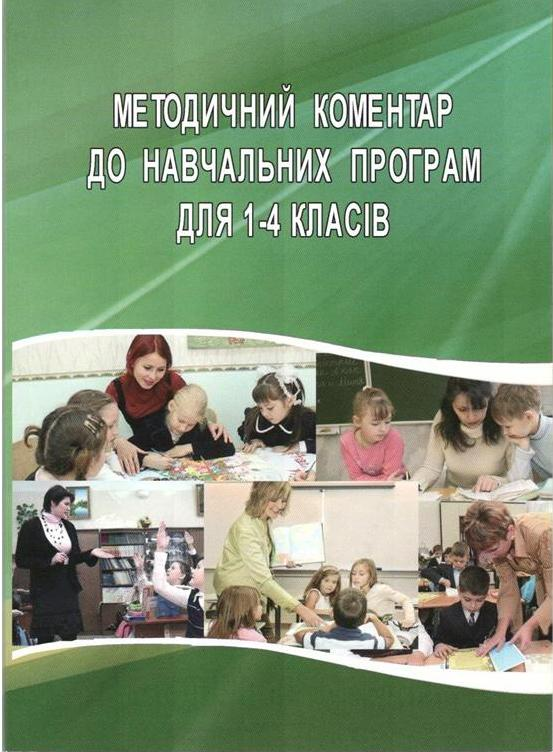 МЕТОДИЧНИЙ КОМЕНТАР
ДО НАВЧАЛЬНИХ ПРОГРАМ
ДЛЯ 1-4 КЛАСІВ